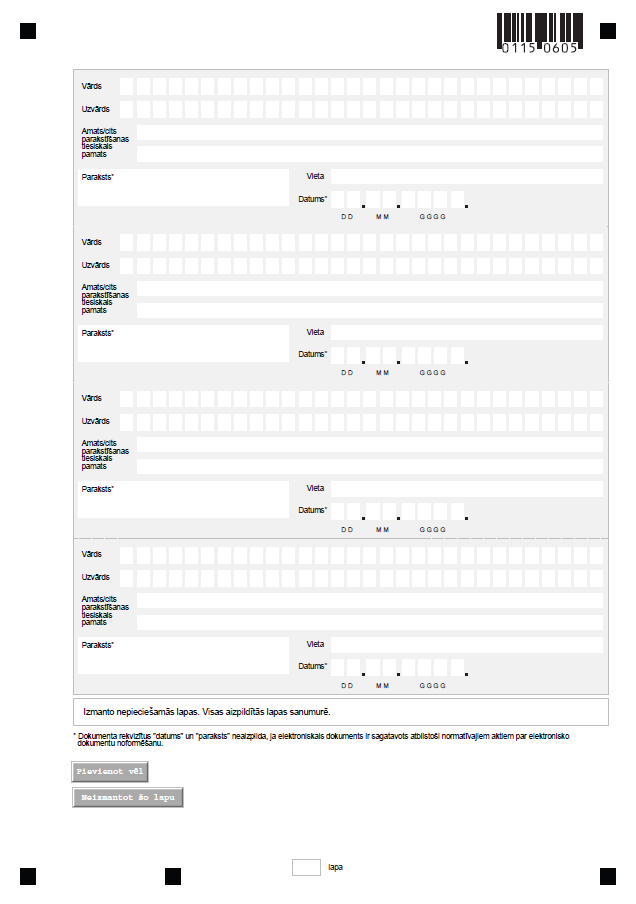 0115 0605
Vārds
Uzvārds
Amats/cits
parakstīšanas
tiesiskais
pamats
Paraksts* Vieta
Datums* . . .
DD MM GGGG
Vārds
Uzvārds
Amats/cits
parakstīšanas
tiesiskais
pamats
Paraksts* Vieta
Datums* . . .
DD MM GGGG
Vārds
Uzvārds
Amats/cits
parakstīšanas
tiesiskais
pamats
Paraksts* Vieta
Datums* . . .
DD MM GGGG
Vārds
Uzvārds
Amats/cits
parakstīšanas
tiesiskais
pamats
Paraksts* Vieta
Datums* . . .
DD MM GGGG
Izmanto nepieciešamās lapas. Visas aizpildītās lapas sanumurē.
* Dokumenta rekvizītus "datums" un "paraksts" neaizpilda, ja elektroniskais dokuments ir sagatavots atbilstoši normatīvajiem aktiem par elektronisko
dokumentu noformēšanu.
Pievienot vēl
Neizmantot šo lapu
lapa